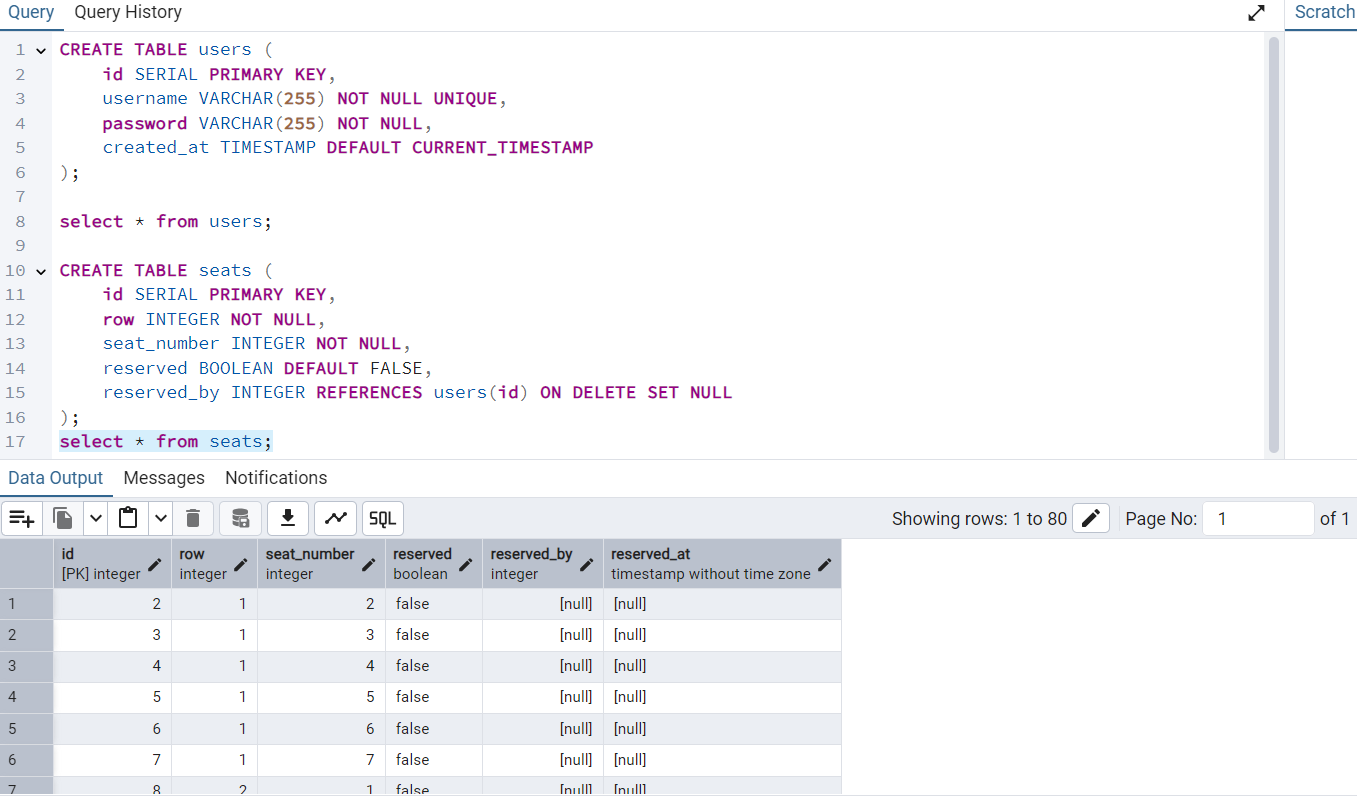 Query Query History Scratch
1 CREATE TABLE users (
2 id SERIAL PRIMARY KEY,
3 username VARCHAR(255) NOT NULL UNIQUE,
4 password VARCHAR(255) NOT NULL,
5 created_at TIMESTAMP DEFAULT CURRENT_TIMESTAMP
6 );
7
8 select * from users;
9
10 CREATE TABLE seats (
11 id SERIAL PRIMARY KEY,
12 row INTEGER NOT NULL,
13 seat_number INTEGER NOT NULL,
14 reserved BOOLEAN DEFAULT FALSE,
15 reserved_by INTEGER REFERENCES users(id) ON DELETE SET NULL
16 );
17 select * from seats;
Data Output Messages Notifications
SQL Showing rows: 1 to 80 Page No: 1 of 1
id row seat_number reserved reserved_by reserved_at
[PK] integer integer integer boolean integer timestamp without time zone
1 2 1 2 false [null] [null]
2 3 1 3 false [null] [null]
3 4 1 4 false [null] [null]
4 5 1 5 false [null] [null]
5 6 1 6 false [null] [null]
6 7 1 7 false [null] [null]
7 8 2 1 false [null] [null]